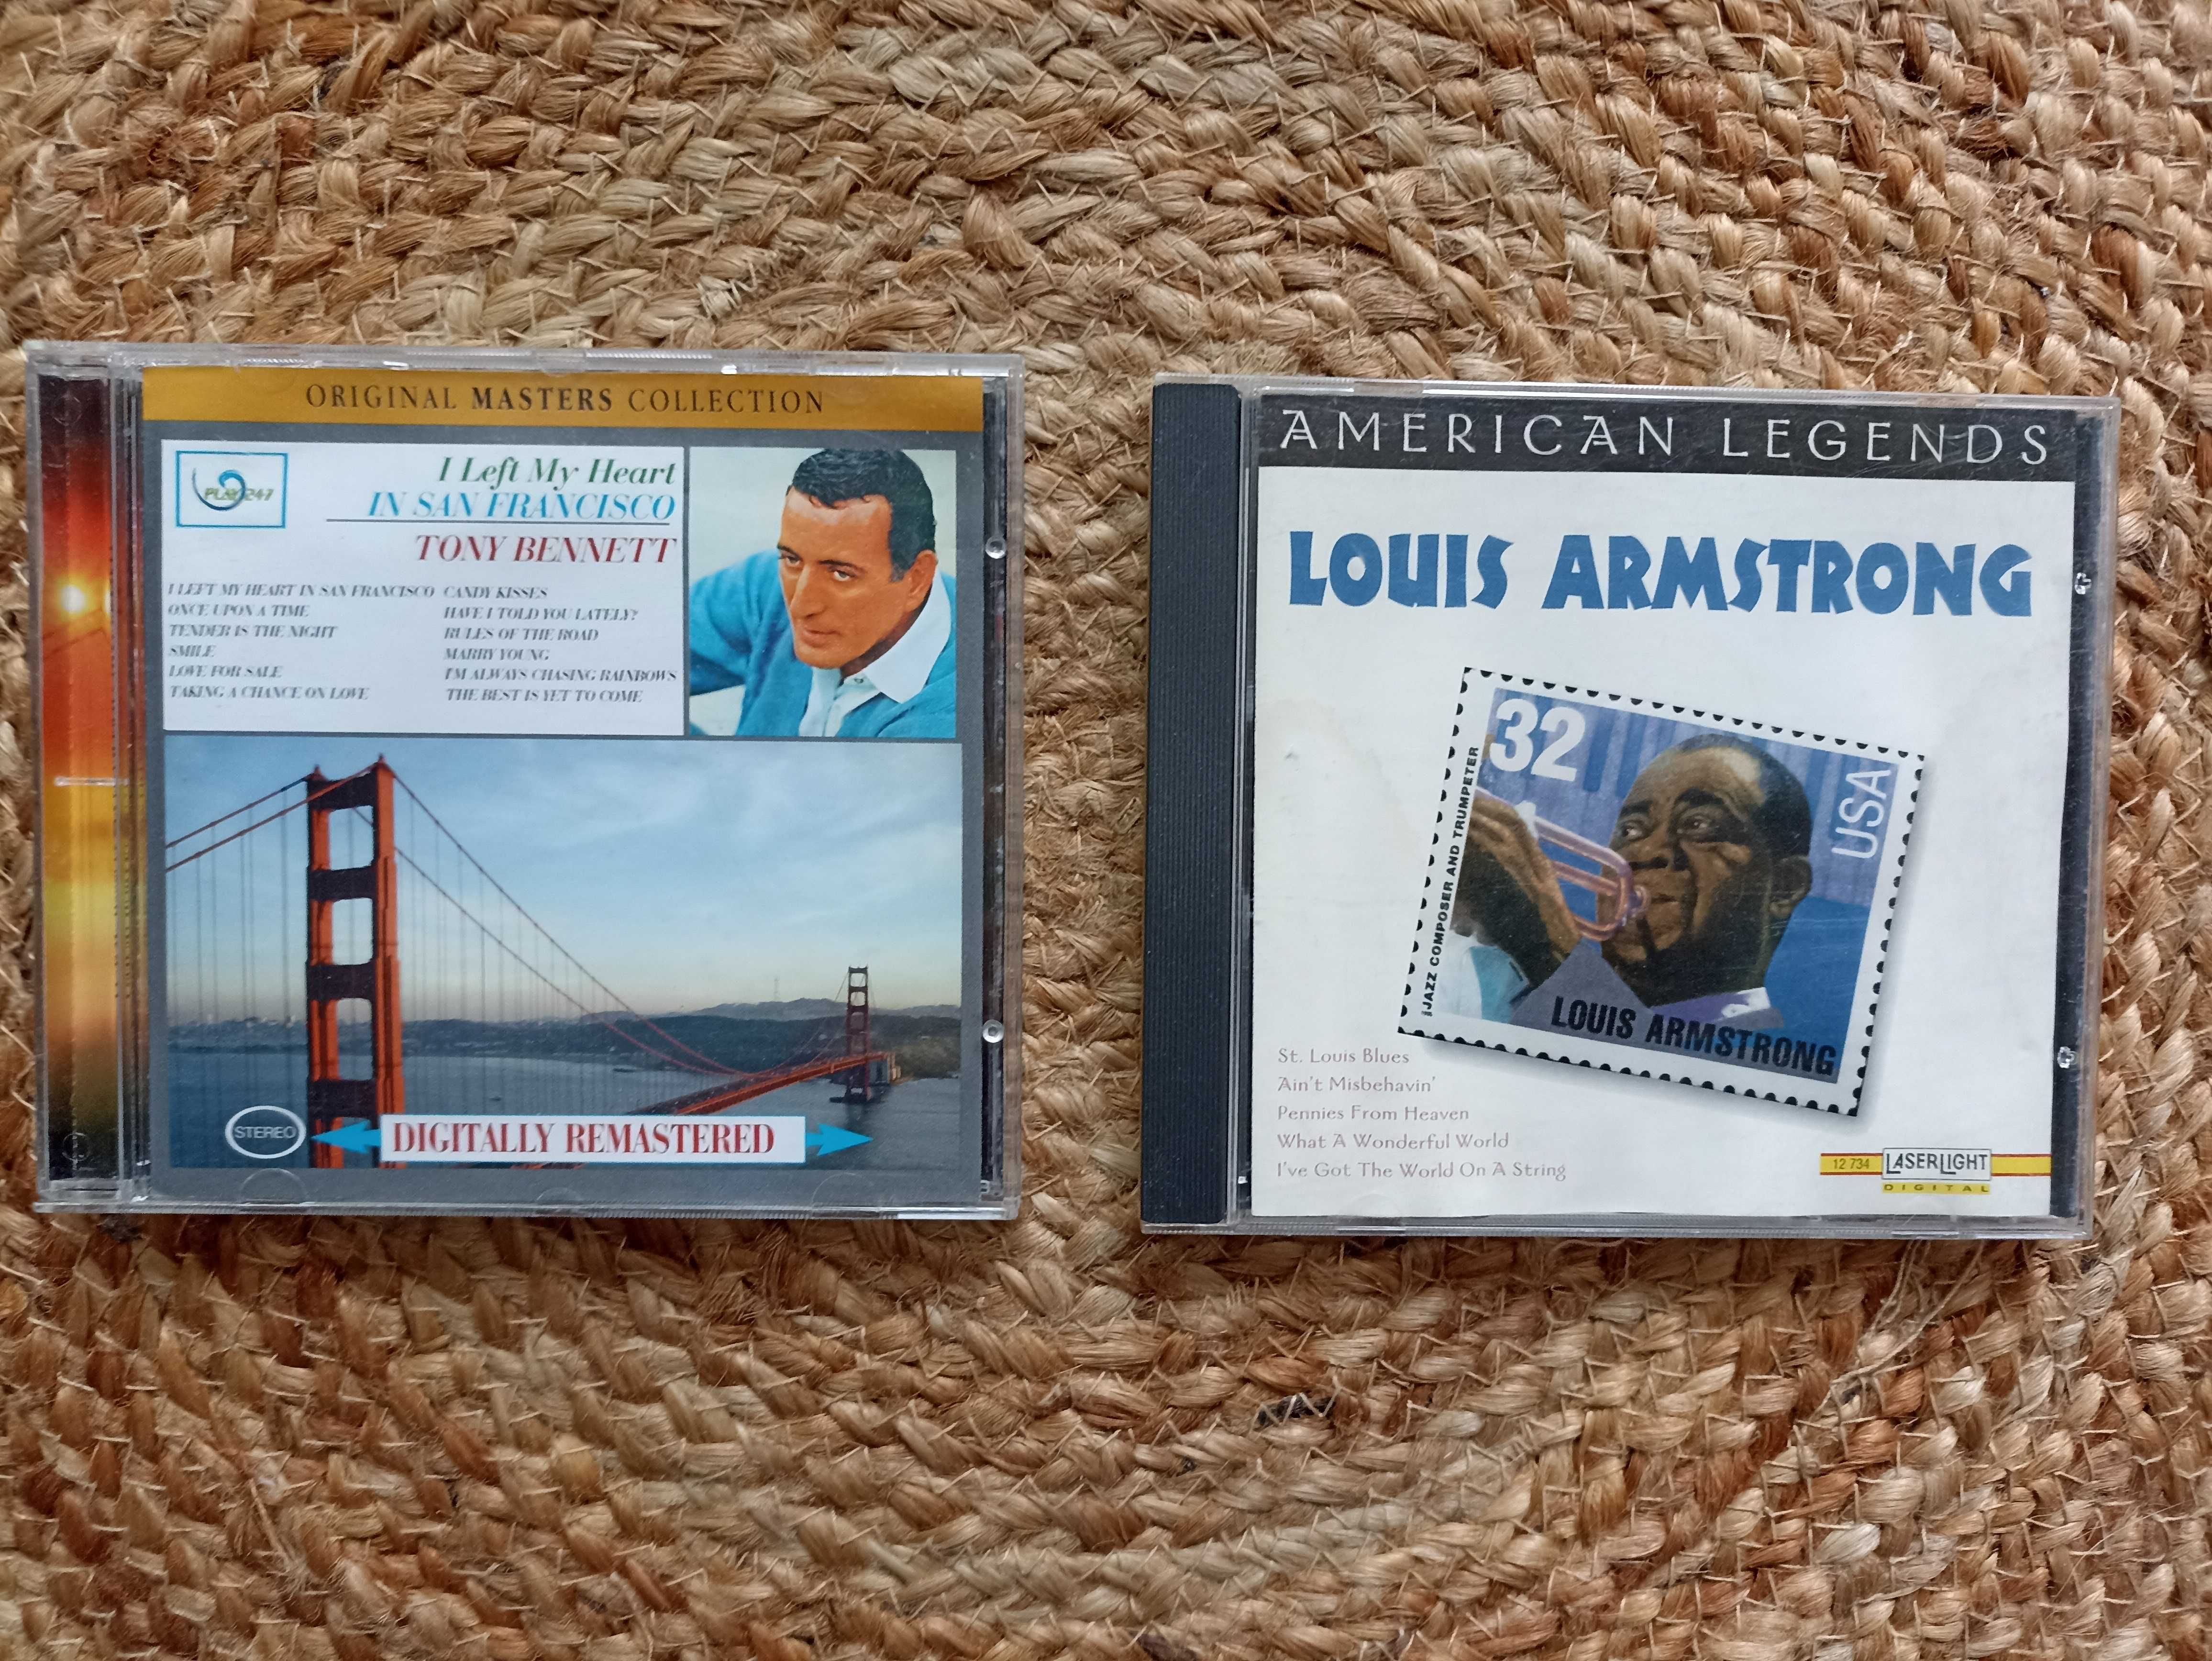 ORIGINAL MASTERS COLLECTION
PLAY 24-7
I Left My Heart
IN SAN FRANCISCO
TONY BENNETT
I LEFT MY HEART IN SAN FRANCISCO
ONCE UPON A TIME
TENDER IS THE NIGHT
SMILE
LOVE FOR SALE
TAKING A CHANCE ON LOVE
CANDY KISSES
HAVE I TOLD YOU LATELY?
RULES OF THE ROAD
MARRY YOUNG
I'M ALWAYS CHASING RAINBOWS
THE BEST IS YET TO COME
STEREO
DIGITALLY REMASTERED
AMERICAN LEGENDS
LOUIS ARMSTRONG
32
USA
JAZZ COMPOSER AND TRUMPETER
LOUIS ARMSTRONG
St. Louis Blues
Ain't Misbehavin'
Pennies From Heaven
What A Wonderful World
I've Got The World On A String
12 734
LASERLIGHT
DIGITAL